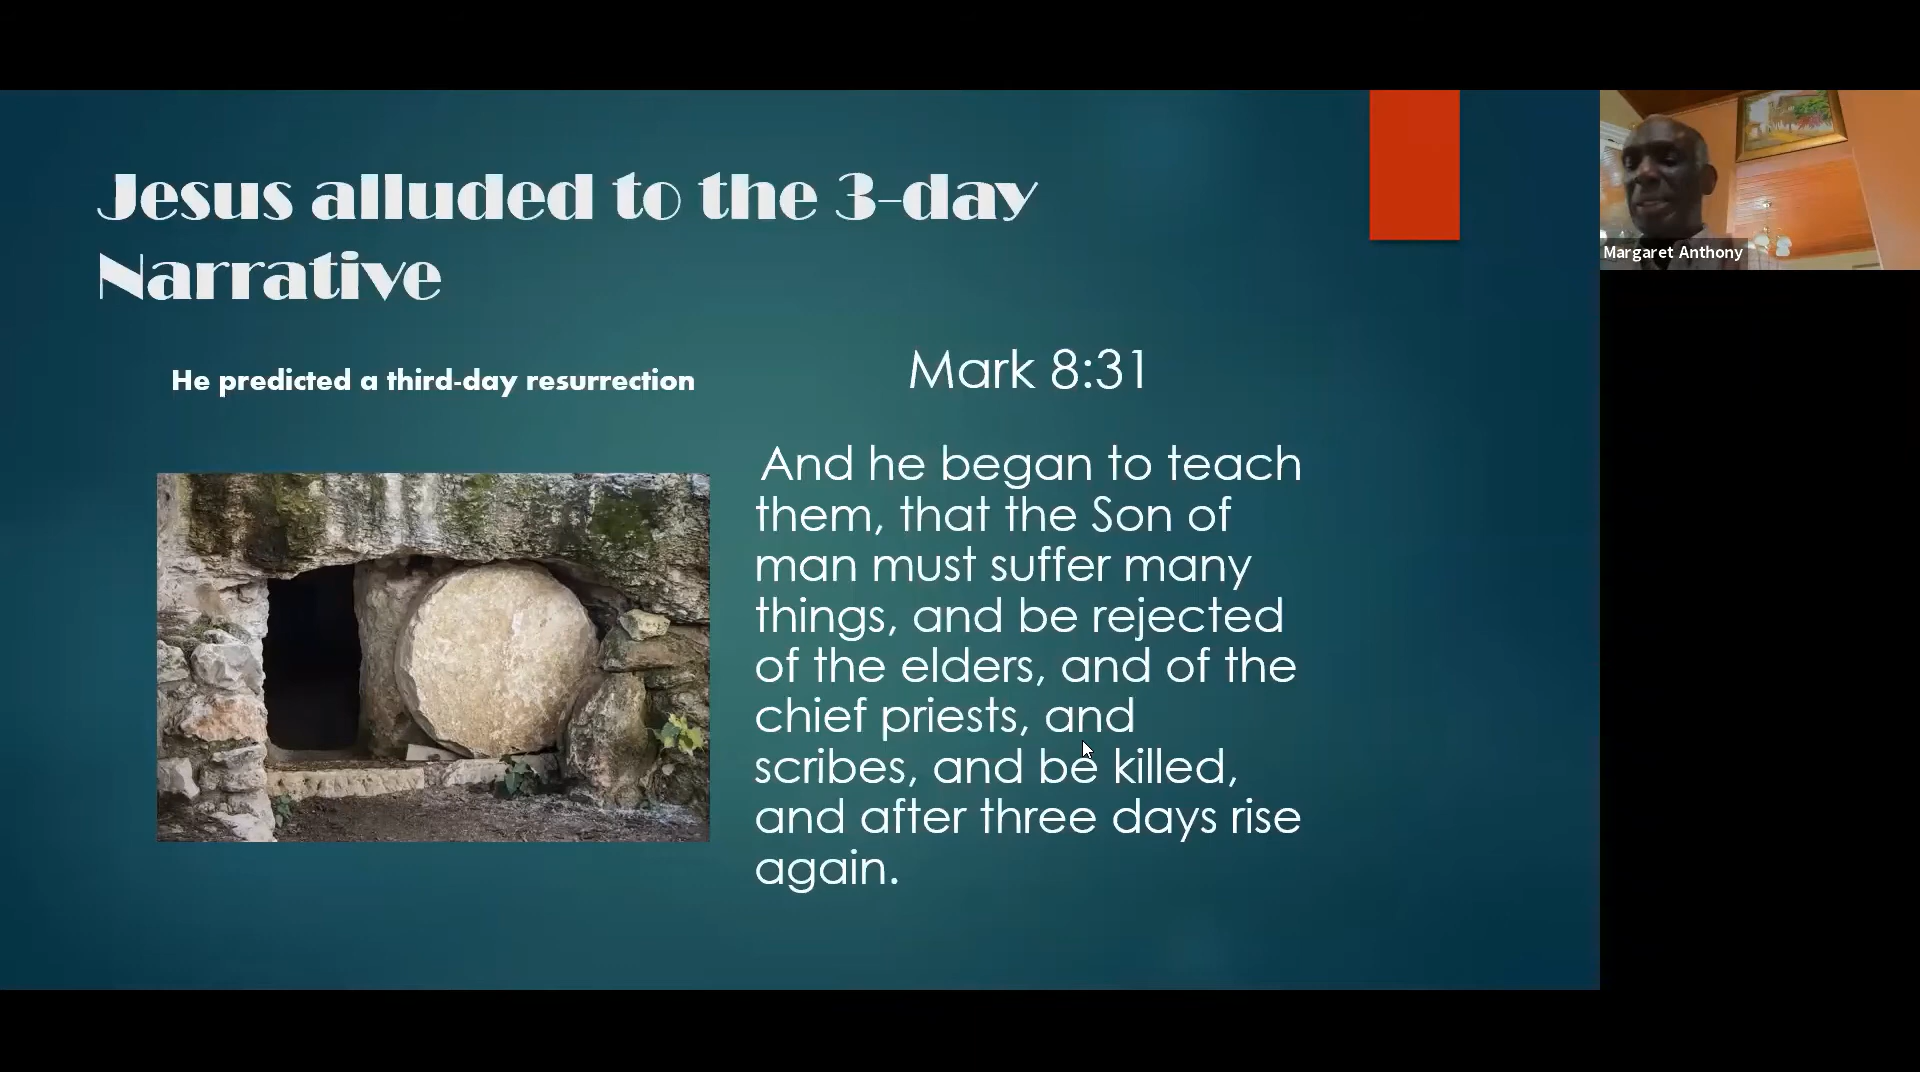 Jesus alluded to the 3-day
Narrative
He predicted a third-day resurrection
Mark 8:31
And he began to teach
them, that the Son of
man must suffer many
things, and be rejected
of the elders, and of the
chief priests, and
scribes, and be killed,
and after three days rise
again.
Margaret Anthony